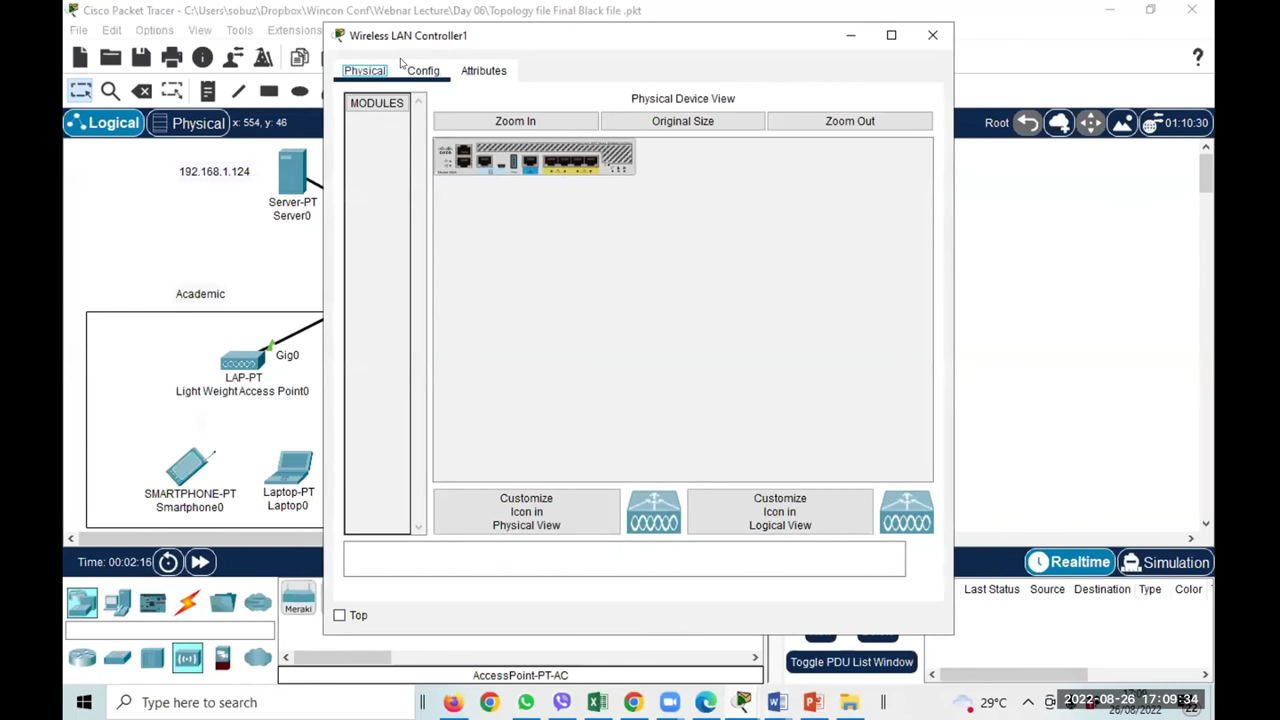 Cisco Packet Tracer - C:\Users\sobuz\Dropbox\Wincon Conf\Webnar Lecture\Day 06\Topology file Final Black file .pkt
File Edit Options View Tools Extensions
Wireless LAN Controller1
Physical Config Attributes
MODULES
Physical Device View
Zoom In Original Size Zoom Out
Logical Physical x: 554, y: 46
Root 01:10:30
192.168.1.124
Server-PT
Server0
Academic
Gig0
LAP-PT
Light Weight Access Point0
SMARTPHONE-PT
Smartphone0
Laptop-PT
Laptop0
Customize
Icon in
Physical View
Customize
Icon in
Logical View
Top
Time: 00:02:16
Realtime Simulation
Meraki
Last Status Source Destination Type Color
AccessPoint-PT-AC
Toggle PDU List Window
Type here to search
29°C
2022-08-26 17:09:34
26/08/2022
22